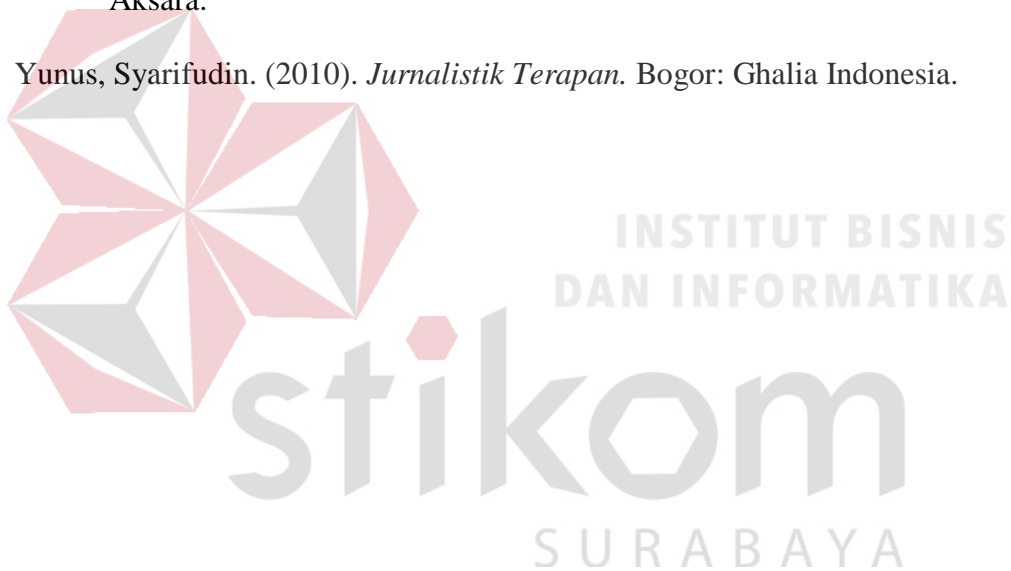 Aksara.
Yunus, Syarifudin. (2010). Jurnalistik Terapan. Bogor: Ghalia Indonesia.
INSTITUT BISNIS
DAN INFORMATIKA
stikom
SURABAYA